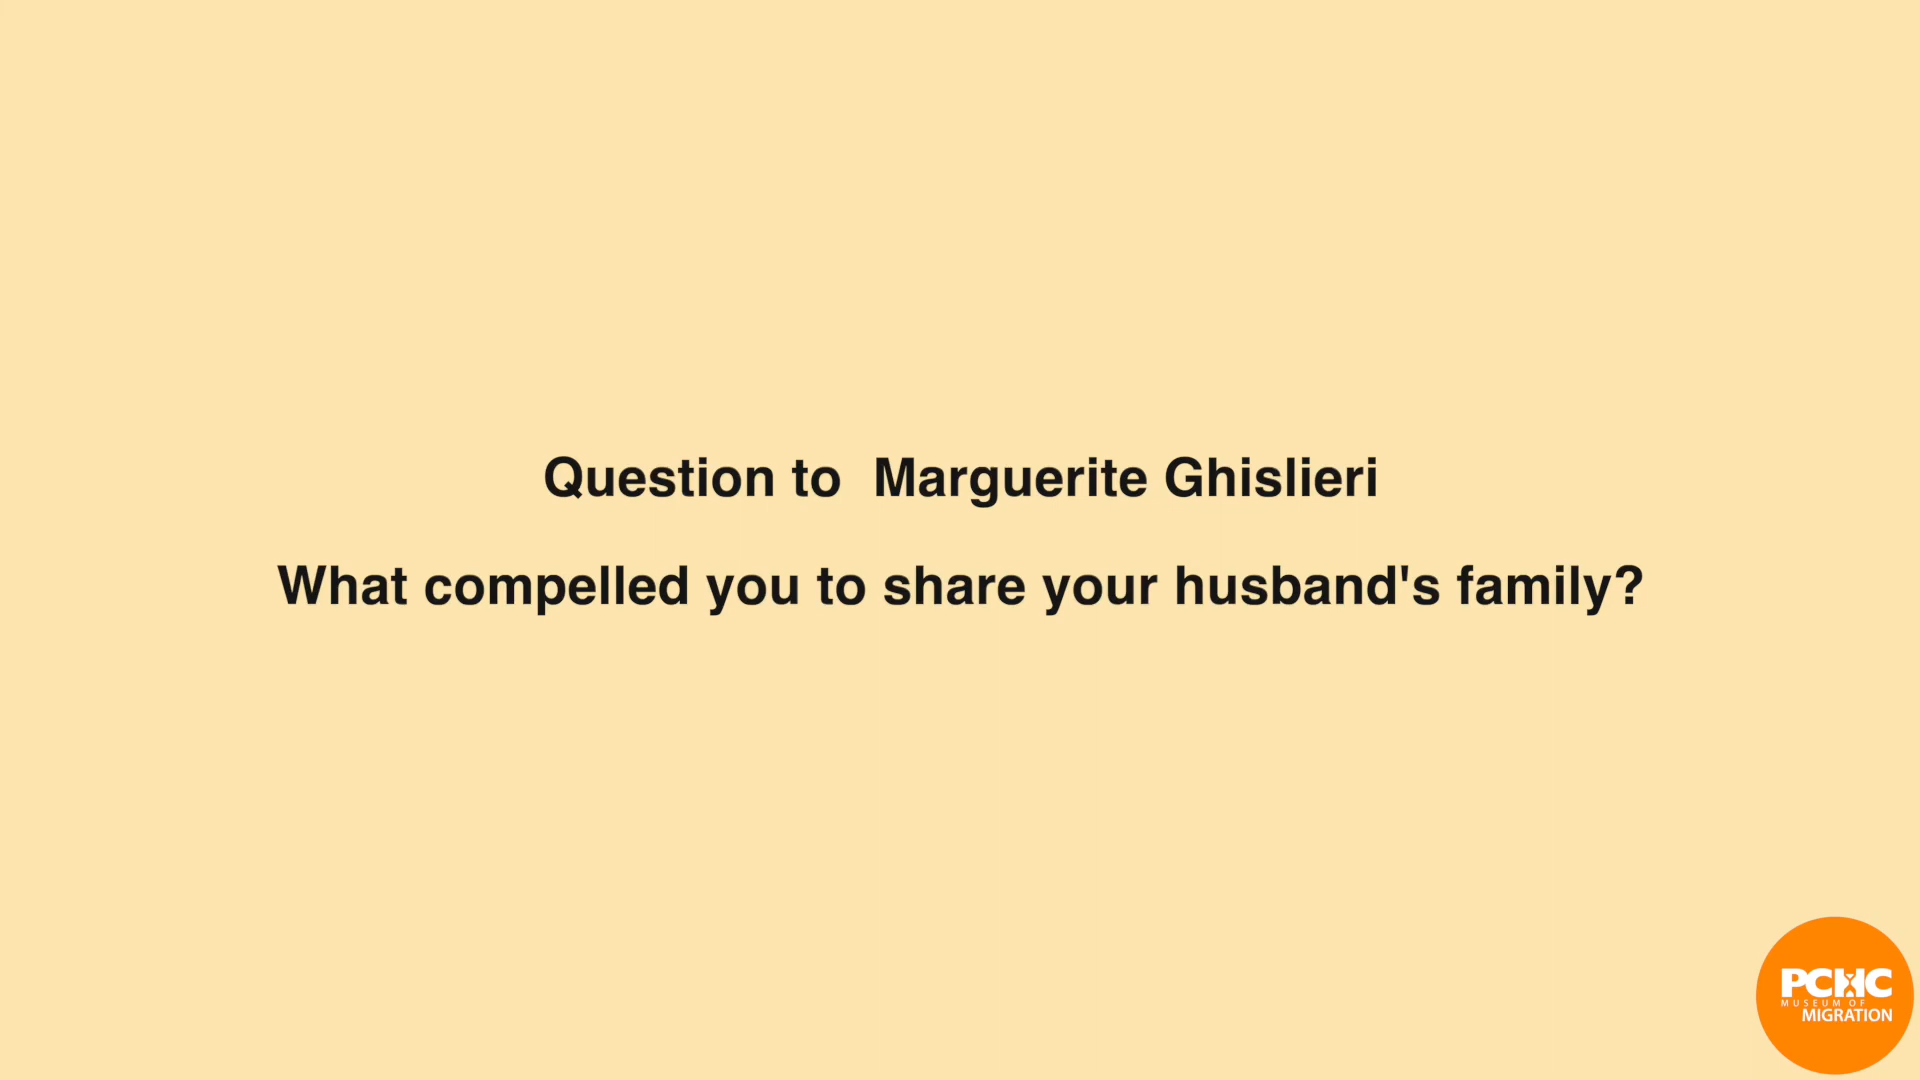 Question to  Marguerite Ghislieri
What compelled you to share your husband's family?
PCHC
MUSEUM OF
MIGRATION